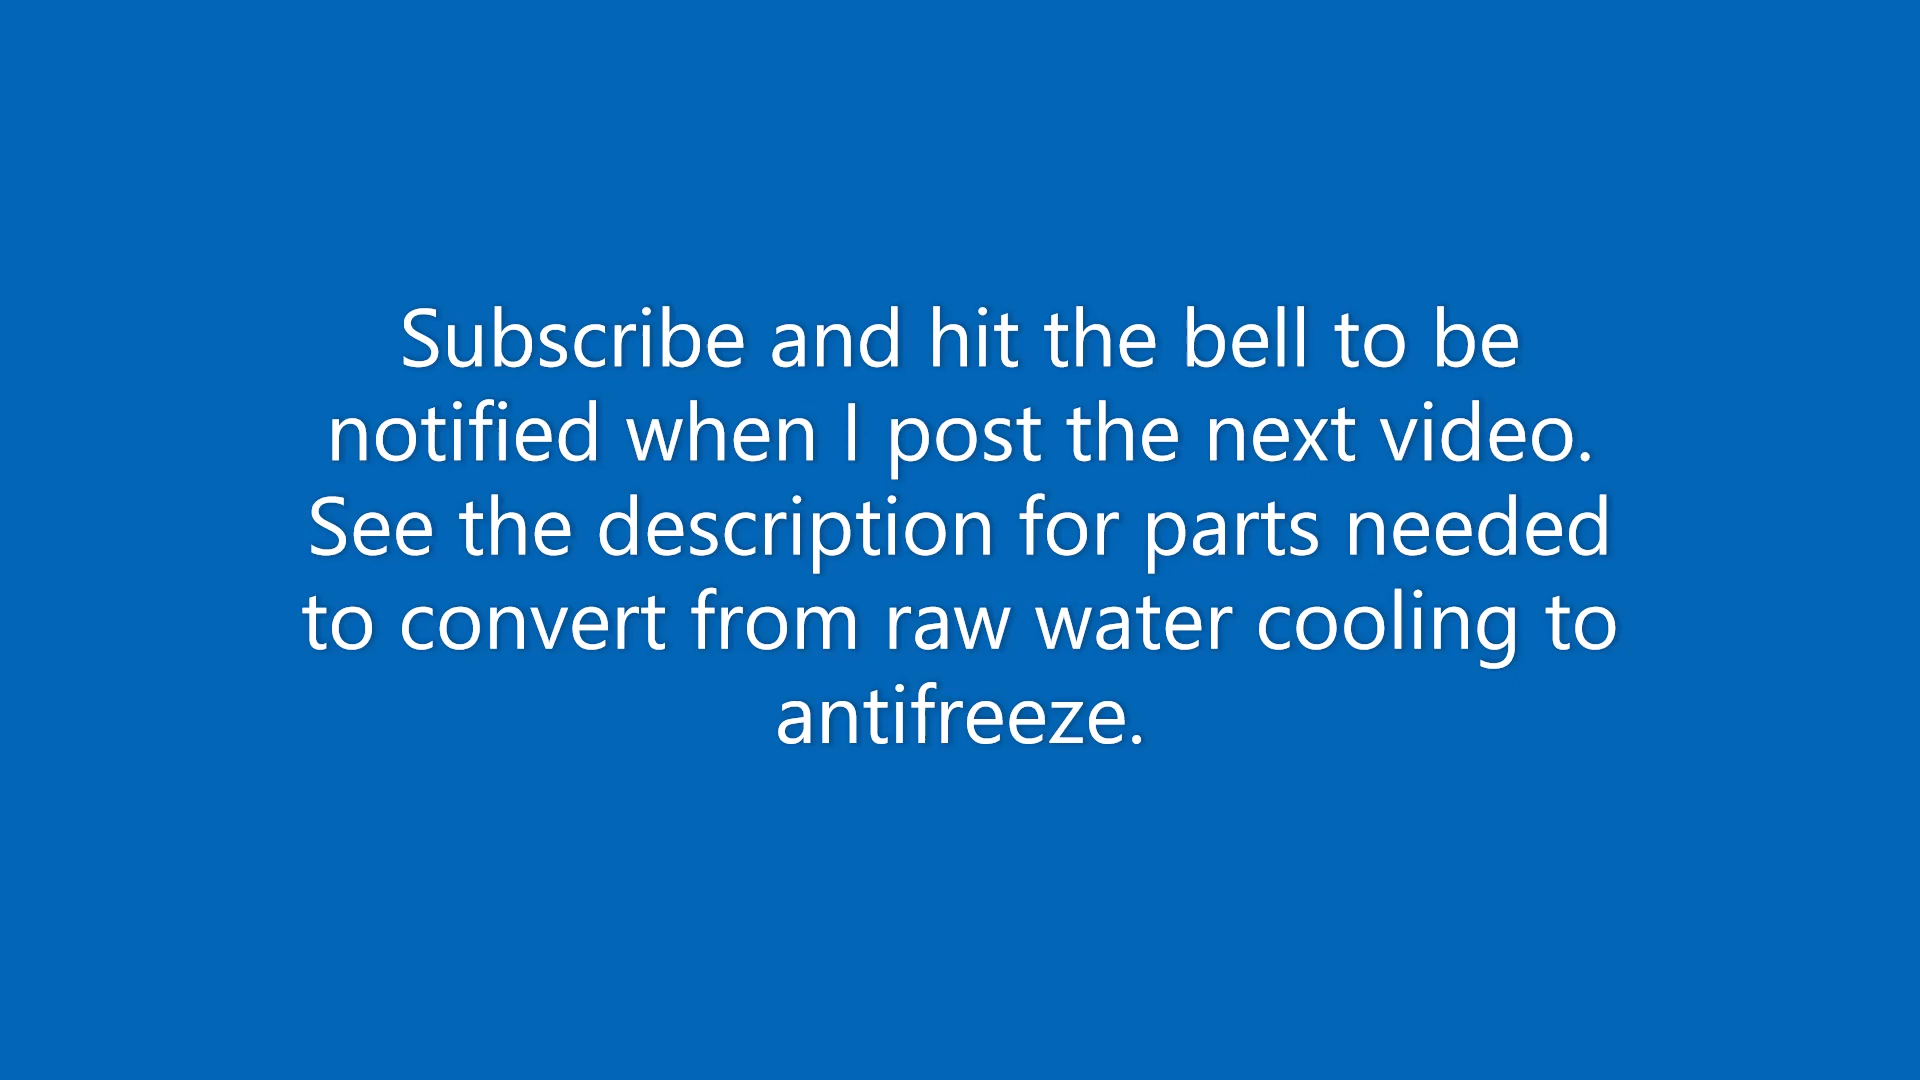 Subscribe and hit the bell to be
notified when I post the next video.
See the description for parts needed
to convert from raw water cooling to
antifreeze.